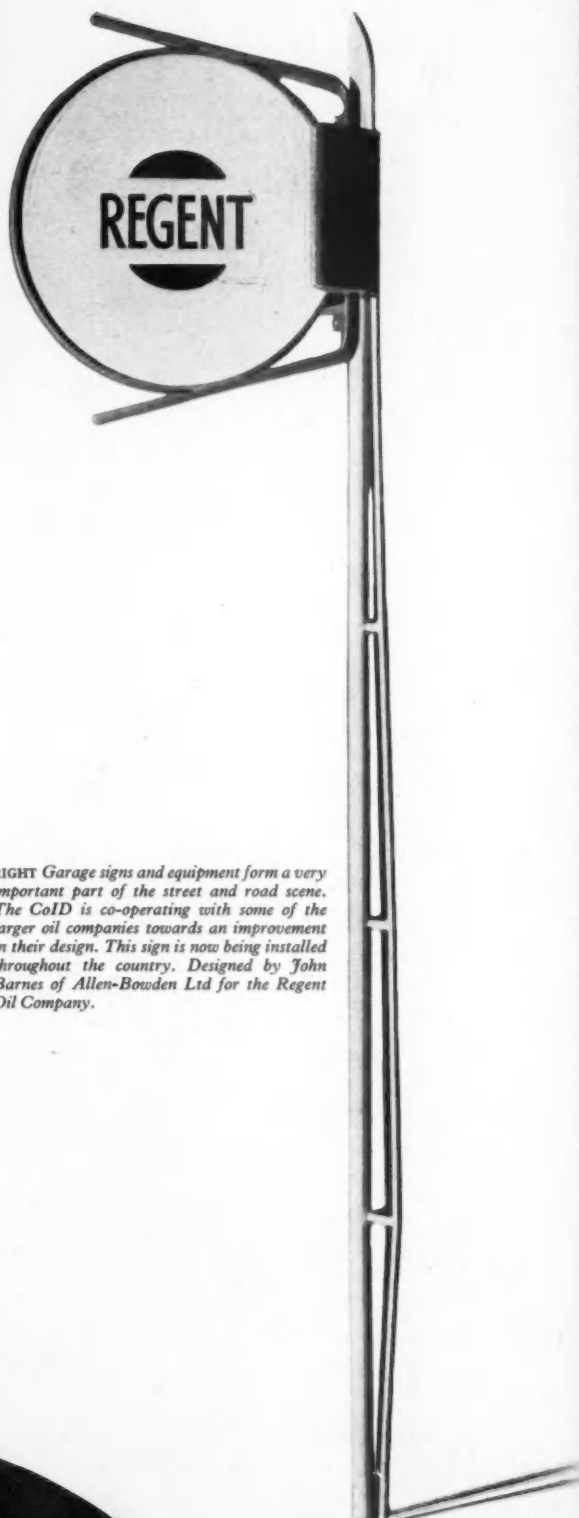 REGENT
RIGHT Garage signs and equipment form a very
important part of the street and road scene.
The CoID is co-operating with some of the
larger oil companies towards an improvement
in their design. This sign is now being installed
throughout the country. Designed by John
Barnes of Allen-Bowden Ltd for the Regent
Oil Company.